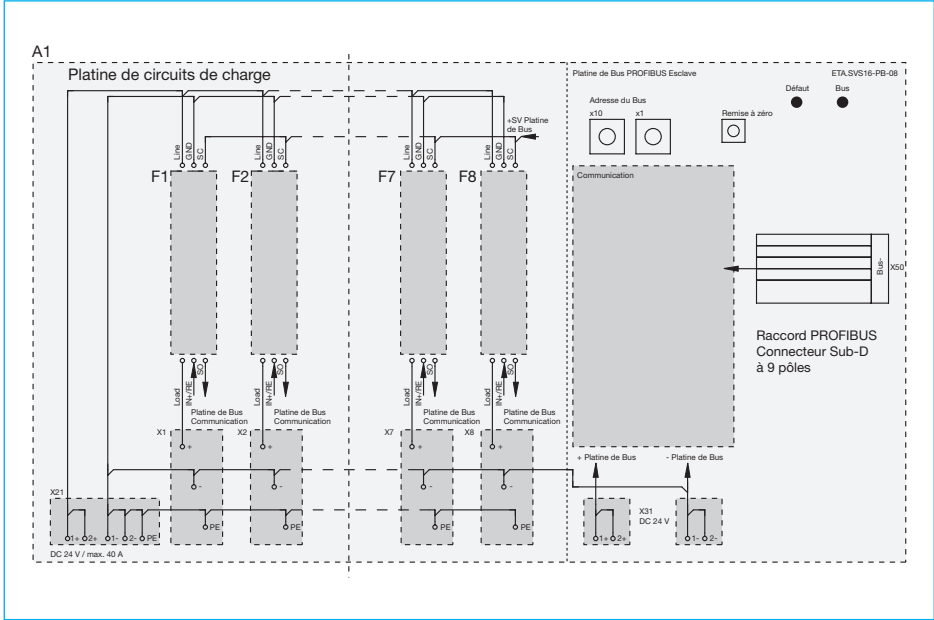 A1
Platine de circuits de charge
Platine de Bus PROFIBUS Esclave
ETA.SVS16-PB-08
Défaut
Bus
Adresse du Bus
x10
x1
Remise à zéro
+SV Platine
de Bus
Line
GND
SC
Line
GND
SC
Line
GND
SC
Line
GND
SC
F1
F2
F7
F8
Communication
Bus-
X50
Raccord PROFIBUS
Connecteur Sub-D
à 9 pôles
Load
IN+/RE
SO
Load
IN+/RE
SO
Load
IN+/RE
SO
Load
IN+/RE
SO
Platine de Bus
Communication
Platine de Bus
Communication
Platine de Bus
Communication
Platine de Bus
Communication
X1
X2
X7
X8
+
+
+
+
-
-
-
-
+ Platine de Bus
- Platine de Bus
X21
X31
DC 24 V
1+
2+
1-
2-
PE
PE
PE
PE
PE
1+
2+
1-
2-
DC 24 V / max. 40 A